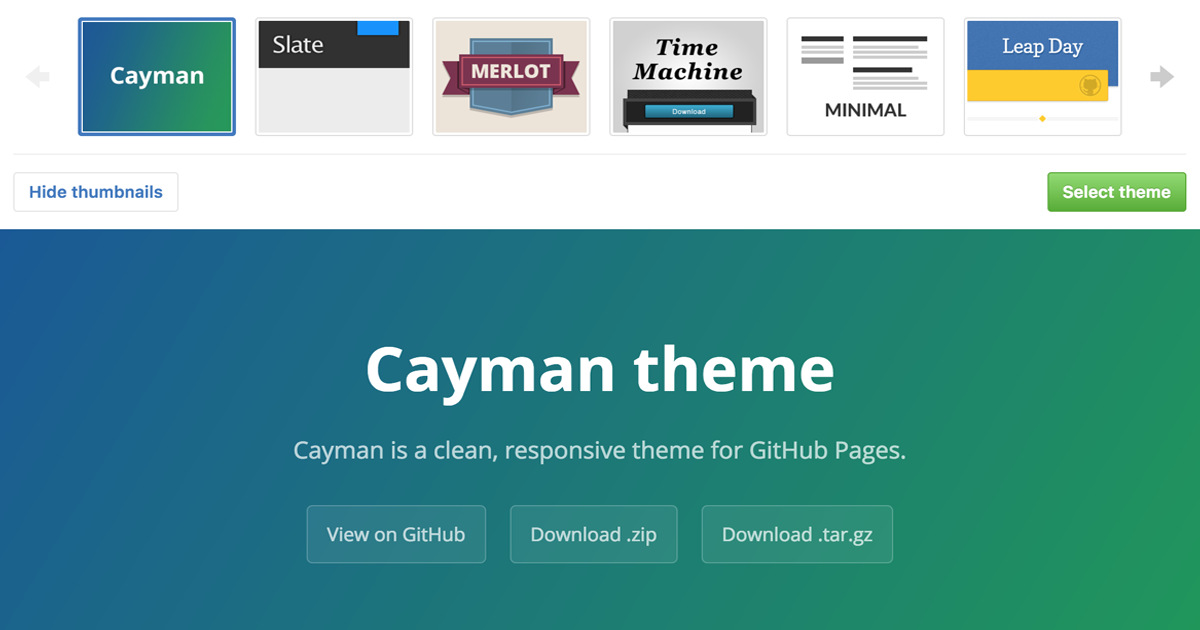 Cayman
Slate
MERLOT
Time
Machine
Download
MINIMAL
Leap Day
Hide thumbnails
Select theme
Cayman theme
Cayman is a clean, responsive theme for GitHub Pages.
View on GitHub
Download .zip
Download .tar.gz